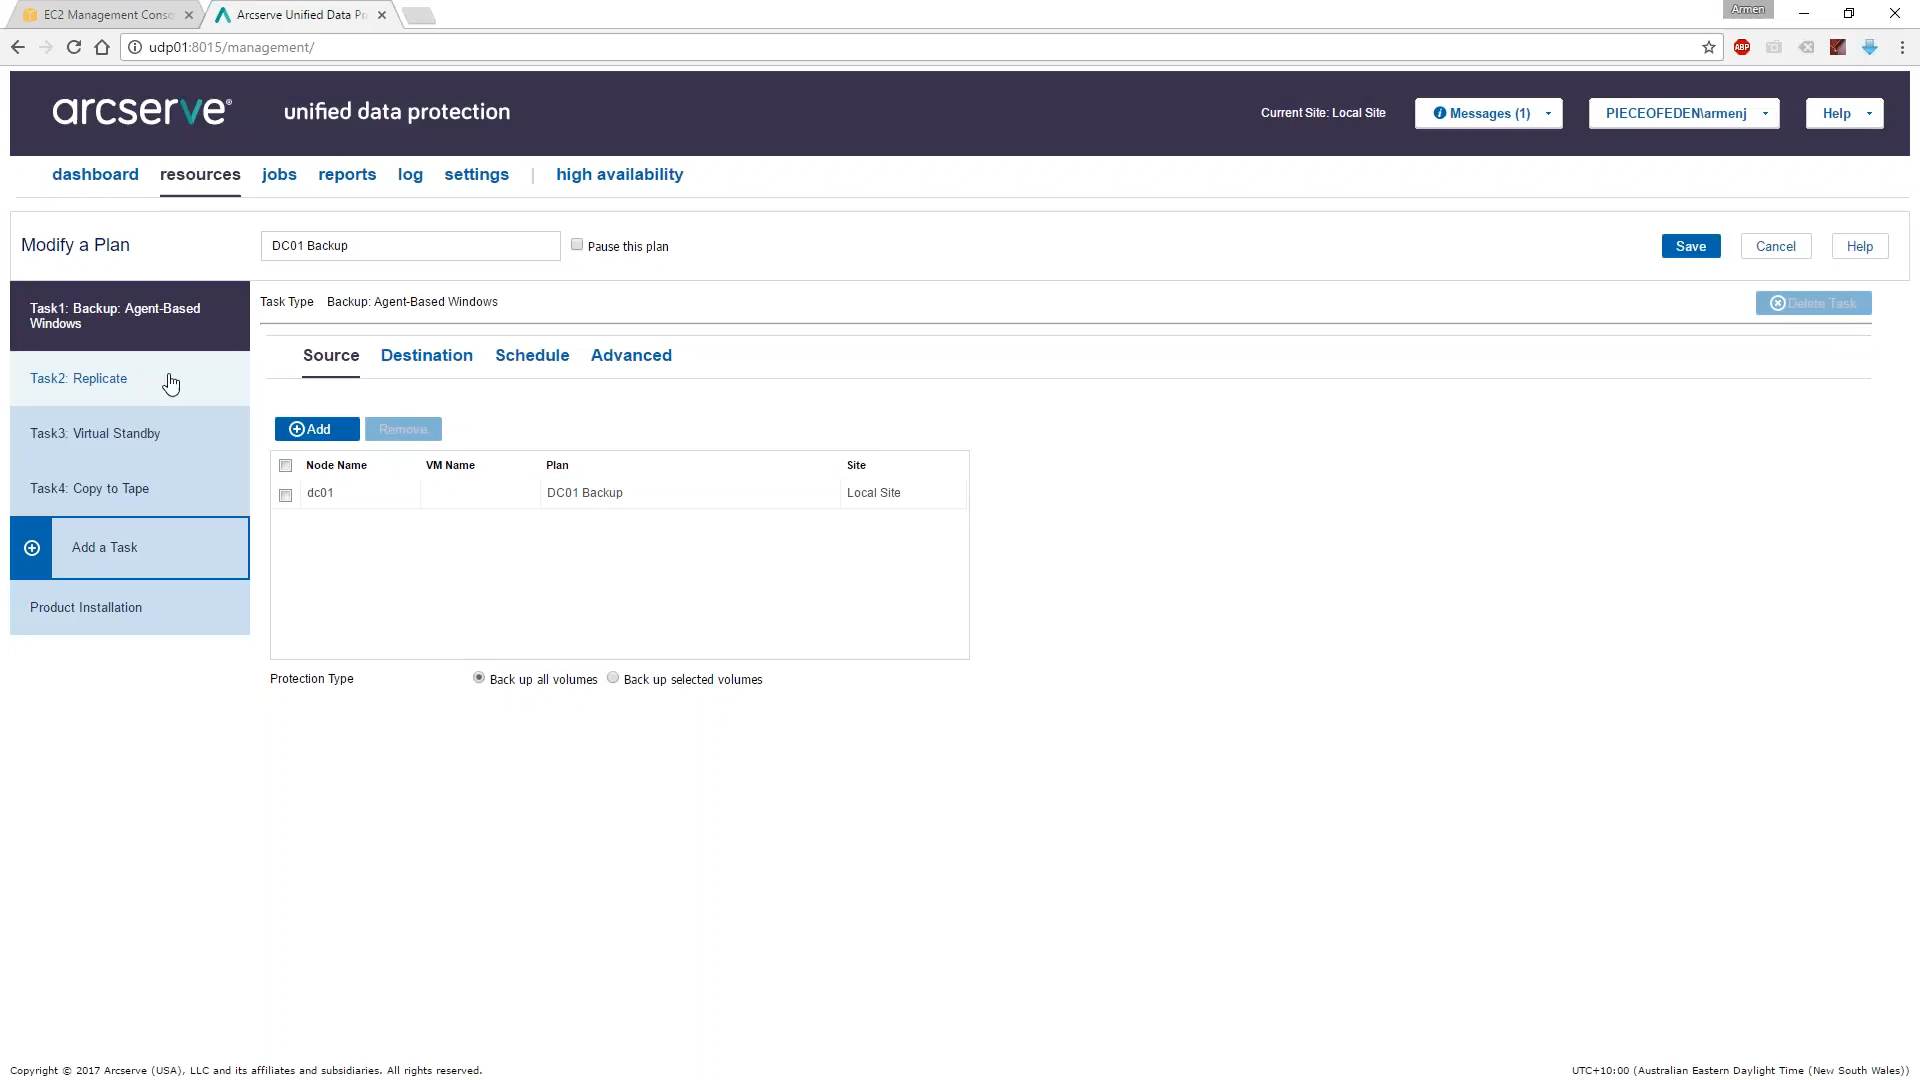 EC2 Management Conso
Arcserve Unified Data Pr
Armen
udp01:8015/management/
ABP
arcserve® unified data protection
Current Site: Local Site
Messages (1)
PIECEOFEDEN\armenj
Help
dashboard resources jobs reports log settings | high availability
Modify a Plan
DC01 Backup
Pause this plan
Save
Cancel
Help
Task1: Backup: Agent-Based
Windows
Task2: Replicate
Task3: Virtual Standby
Task4: Copy to Tape
Add a Task
Product Installation
Task Type Backup: Agent-Based Windows
Delete Task
Source Destination Schedule Advanced
Add Remove
Node Name VM Name Plan Site
dc01 DC01 Backup Local Site
Protection Type Back up all volumes Back up selected volumes
Copyright © 2017 Arcserve (USA), LLC and its affiliates and subsidiaries. All rights reserved.
UTC+10:00 (Australian Eastern Daylight Time (New South Wales))